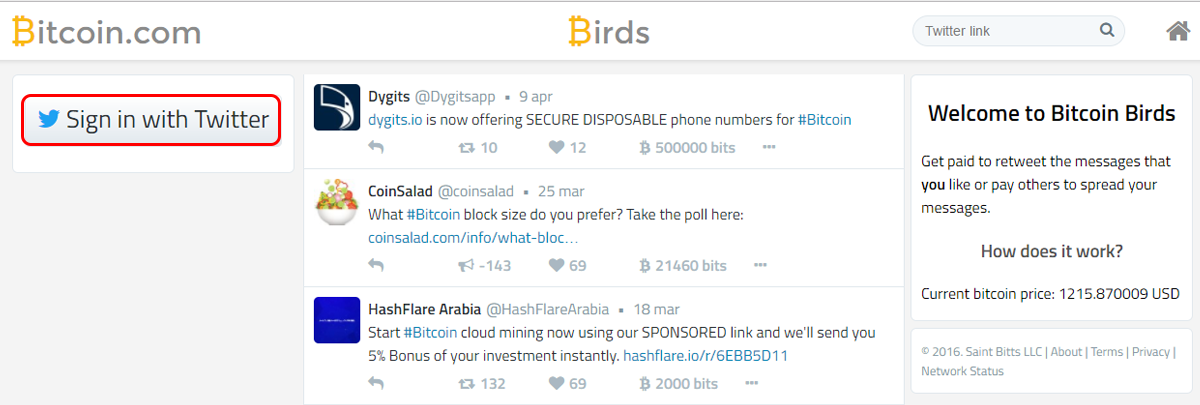 Bitcoin.com
Birds
Twitter link
Sign in with Twitter
Dygits @Dygitsapp • 9 apr
dygits.io is now offering SECURE DISPOSABLE phone numbers for #Bitcoin
10 12 500000 bits ...
CoinSalad @coinsalad • 25 mar
What #Bitcoin block size do you prefer? Take the poll here:
coinsalad.com/info/what-bloc...
-143 69 21460 bits ...
HashFlare Arabia @HashFlareArabia • 18 mar
Start #Bitcoin cloud mining now using our SPONSORED link and we'll send you
5% Bonus of your investment instantly. hashflare.io/r/6EBB5D11
132 69 2000 bits ...
Welcome to Bitcoin Birds
Get paid to retweet the messages that
you like or pay others to spread your
messages.
How does it work?
Current bitcoin price: 1215.870009 USD
© 2016. Saint Bitts LLC | About | Terms | Privacy |
Network Status